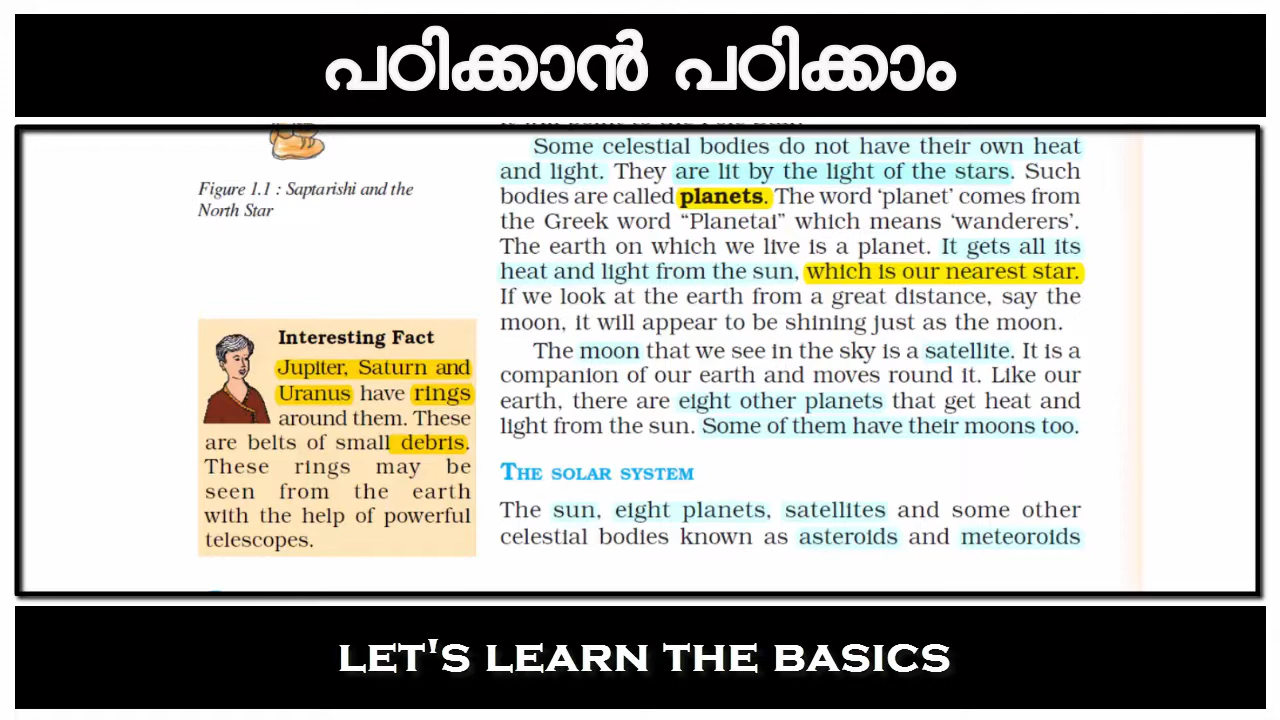 പഠിക്കാൻ പഠിക്കാം
Figure 1.1 : Saptarishi and the
North Star
Interesting Fact
Jupiter, Saturn and
Uranus have rings
around them. These
are belts of small debris.
These rings may be
seen from the earth
with the help of powerful
telescopes.
Some celestial bodies do not have their own heat
and light. They are lit by the light of the stars. Such
bodies are called planets. The word ‘planet’ comes from
the Greek word “Planetai” which means ‘wanderers’.
The earth on which we live is a planet. It gets all its
heat and light from the sun, which is our nearest star.
If we look at the earth from a great distance, say the
moon, it will appear to be shining just as the moon.
The moon that we see in the sky is a satellite. It is a
companion of our earth and moves round it. Like our
earth, there are eight other planets that get heat and
light from the sun. Some of them have their moons too.
THE SOLAR SYSTEM
The sun, eight planets, satellites and some other
celestial bodies known as asteroids and meteoroids
LET'S LEARN THE BASICS